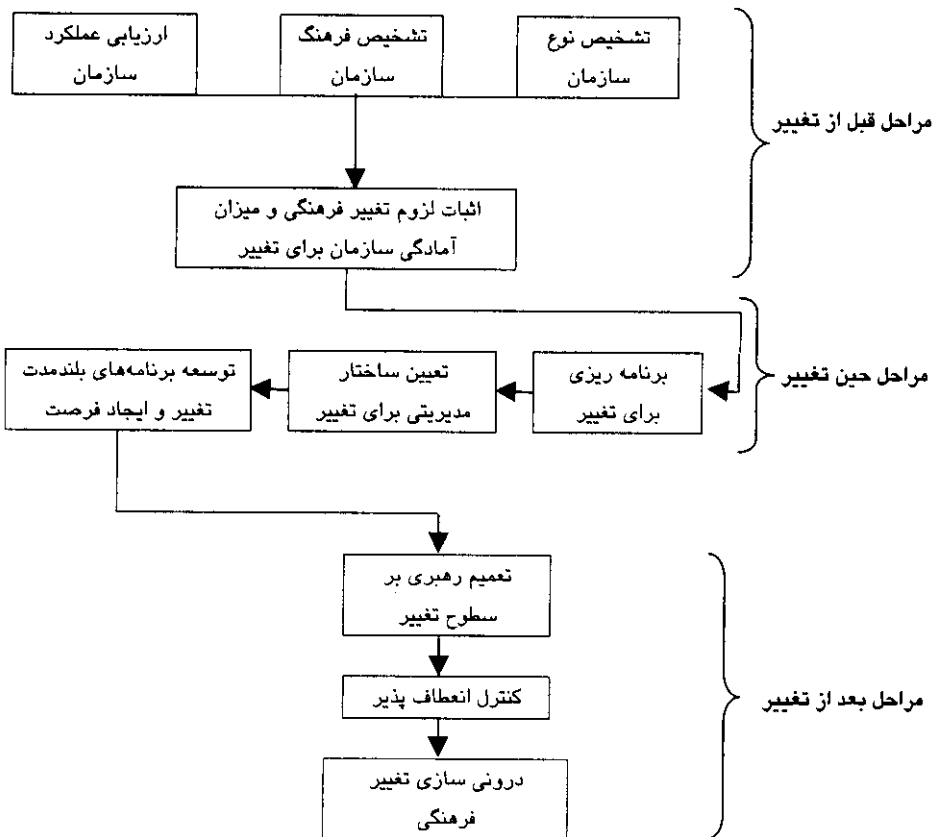 تشخیص نوع
سازمان
تشخیص فرهنگ
سازمان
ارزیابی عملکرد
سازمان
مراحل قبل از تغییر
اثبات لزوم تغییر فرهنگی و میزان
آمادگی سازمان برای تغییر
مراحل حین تغییر
برنامه ریزی
برای تغییر
تعیین ساختار
مدیریتی برای تغییر
توسعه برنامه‌های بلندمدت
تغییر و ایجاد فرصت
تعمیم رهبری بر
سطوح تغییر
مراحل بعد از تغییر
کنترل انعطاف پذیر
درونی سازی تغییر
فرهنگی